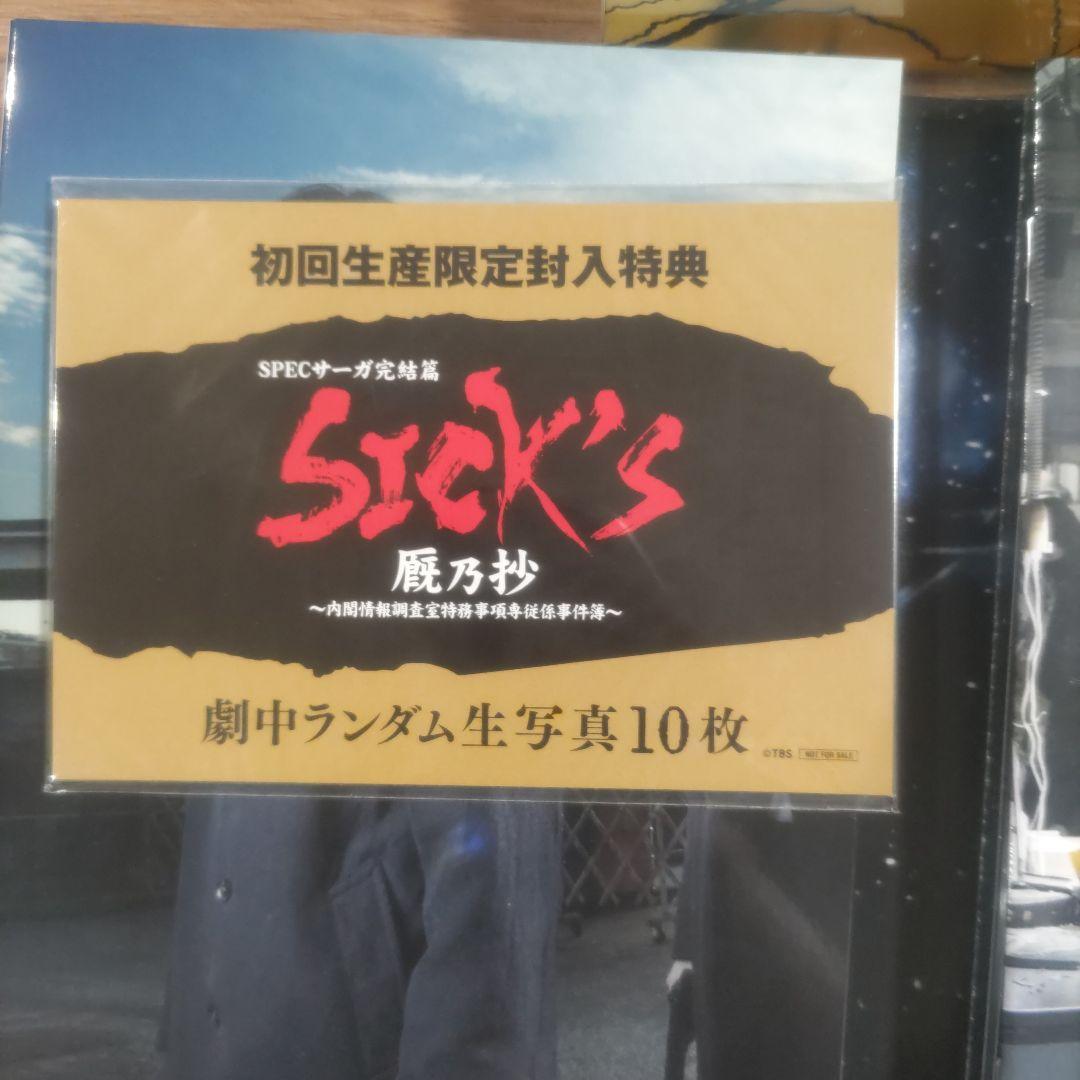 初回生産限定封入特典
SPECサーガ完結篇
SICK'S
厩乃抄
～内閣情報調査室特務事項専従係事件簿～
劇中ランダム生写真10枚
©TBS NOT FOR SALE